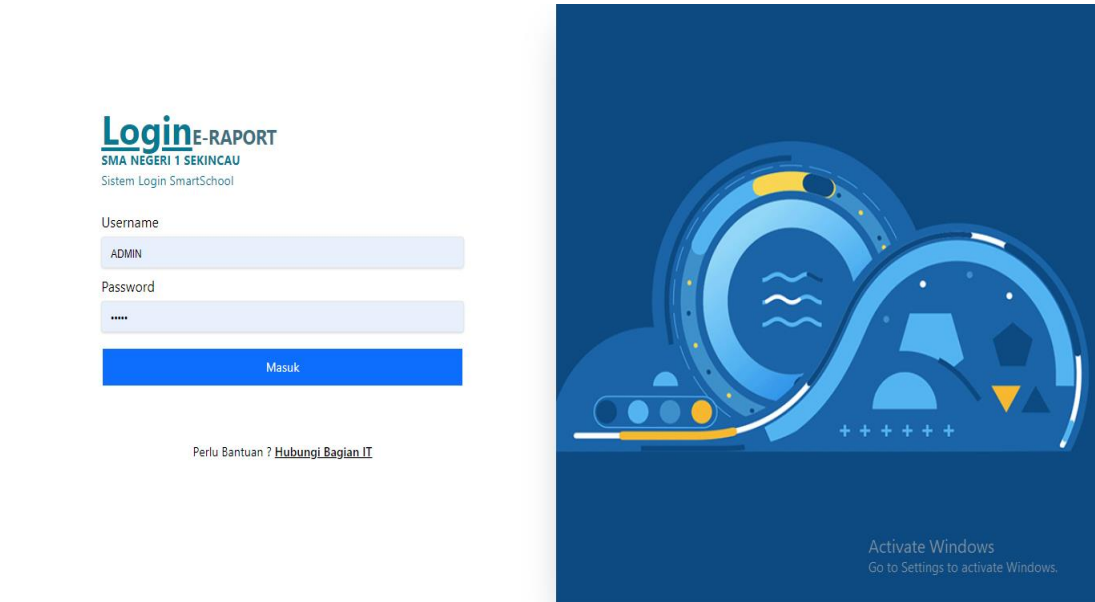 Login E-RAPORT
SMA NEGERI 1 SEKINCAU
Sistem Login SmartSchool
Username
ADMIN
Password
•••••
Masuk
Perlu Bantuan ? Hubungi Bagian IT
Activate Windows
Go to Settings to activate Windows.